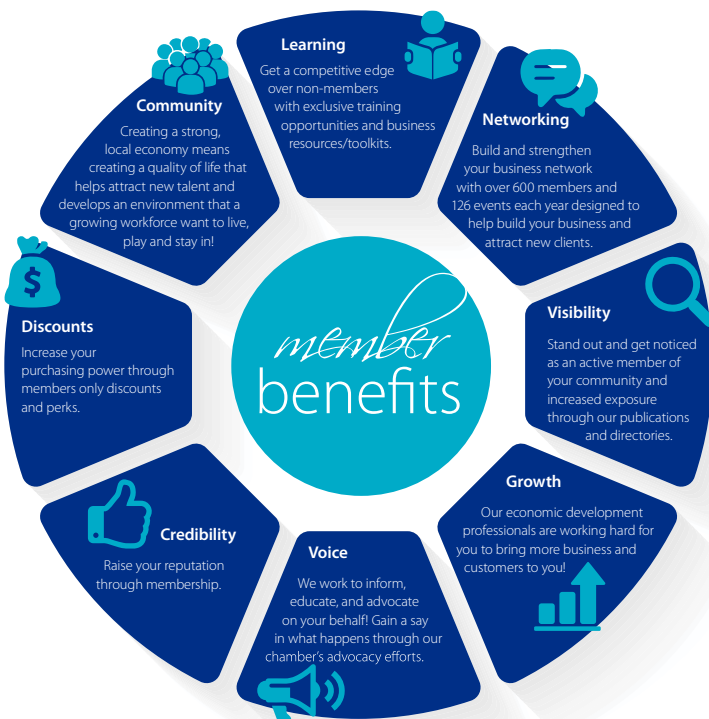 Learning
Get a competitive edge
over non-members
with exclusive training
opportunities and business
resources/toolkits.
Networking
Build and strengthen
your business network
with over 600 members and
126 events each year designed to
help build your business and
attract new clients.
Visibility
Stand out and get noticed
as an active member of
your community and
increased exposure
through our publications
and directories.
Growth
Our economic development
professionals are working hard for
you to bring more business and
customers to you!
Voice
We work to inform,
educate, and advocate
on your behalf! Gain a say
in what happens through our
chamber's advocacy efforts.
Credibility
Raise your reputation
through membership.
Discounts
$
Increase your
purchasing power through
members only discounts
and perks.
Community
Creating a strong,
local economy means
creating a quality of life that
helps attract new talent and
develops an environment that a
growing workforce want to live,
play and stay in!
member
benefits